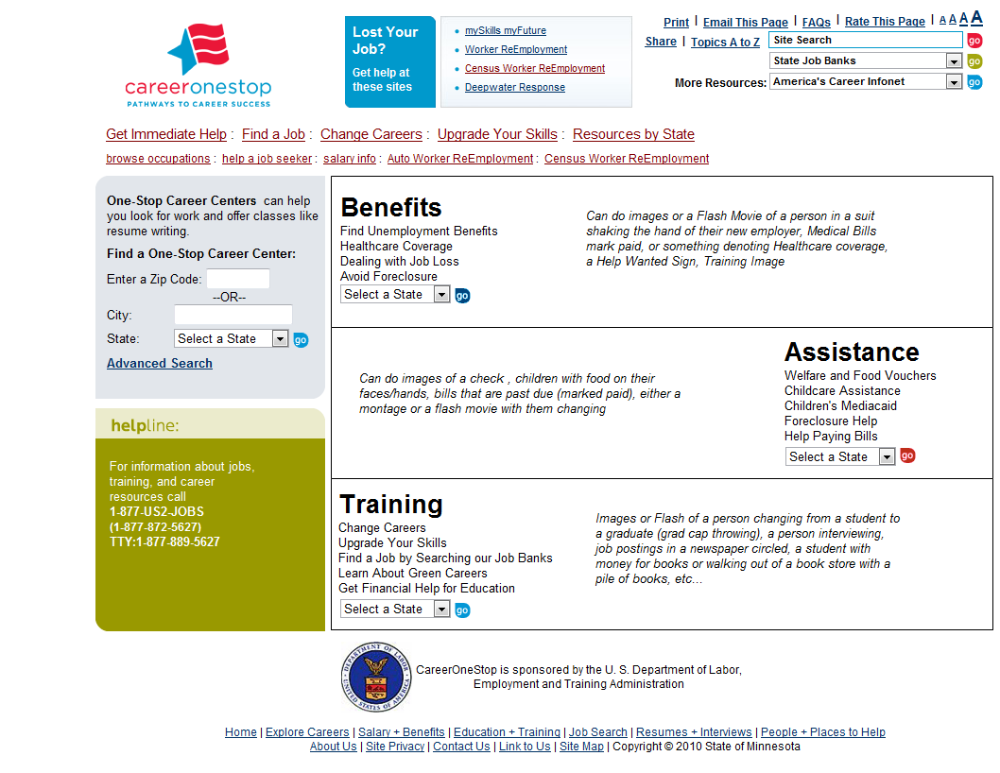 Print | Email This Page | FAQs | Rate This Page | A A A A
Share | Topics A to Z
Site Search go
State Job Banks go
More Resources: America's Career Infonet go
careeronestop
PATHWAYS TO CAREER SUCCESS
Lost Your
Job?
Get help at
these sites
• mySkills myFuture
• Worker ReEmployment
• Census Worker ReEmployment
• Deepwater Response
Get Immediate Help : Find a Job : Change Careers : Upgrade Your Skills : Resources by State
browse occupations : help a job seeker : salary info : Auto Worker ReEmployment : Census Worker ReEmployment
One-Stop Career Centers can help
you look for work and offer classes like
resume writing.
Find a One-Stop Career Center:
Enter a Zip Code:
--OR--
City:
State: Select a State go
Advanced Search
helpline:
For information about jobs,
training, and career
resources call
1-877-US2-JOBS
(1-877-872-5627)
TTY:1-877-889-5627
Benefits
Find Unemployment Benefits
Healthcare Coverage
Dealing with Job Loss
Avoid Foreclosure
Select a State go
Can do images or a Flash Movie of a person in a suit
shaking the hand of their new employer, Medical Bills
mark paid, or something denoting Healthcare coverage,
a Help Wanted Sign, Training Image
Can do images of a check , children with food on their
faces/hands, bills that are past due (marked paid), either a
montage or a flash movie with them changing
Assistance
Welfare and Food Vouchers
Childcare Assistance
Children's Mediacaid
Foreclosure Help
Help Paying Bills
Select a State go
Training
Change Careers
Upgrade Your Skills
Find a Job by Searching our Job Banks
Learn About Green Careers
Get Financial Help for Education
Select a State go
Images or Flash of a person changing from a student to
a graduate (grad cap throwing), a person interviewing,
job postings in a newspaper circled, a student with
money for books or walking out of a book store with a
pile of books, etc...
DEPARTMENT OF LABOR
UNITED STATES OF AMERICA
CareerOneStop is sponsored by the U. S. Department of Labor,
Employment and Training Administration
Home | Explore Careers | Salary + Benefits | Education + Training | Job Search | Resumes + Interviews | People + Places to Help
About Us | Site Privacy | Contact Us | Link to Us | Site Map | Copyright © 2010 State of Minnesota